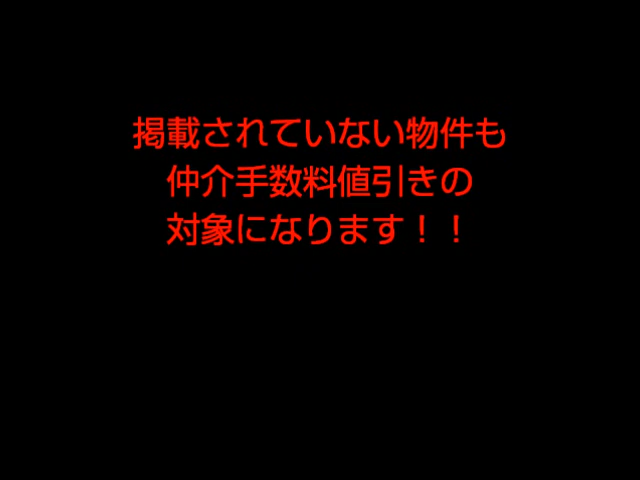 掲載されていない物件も
仲介手数料値引きの
対象になります！！